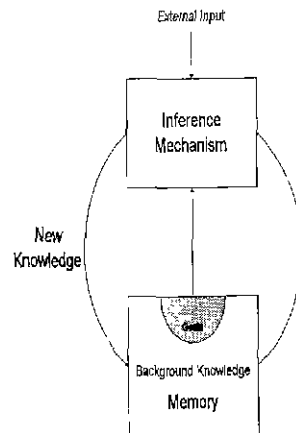 External Input
Inference
Mechanism
New
Knowledge
Goal
Background Knowledge
Memory